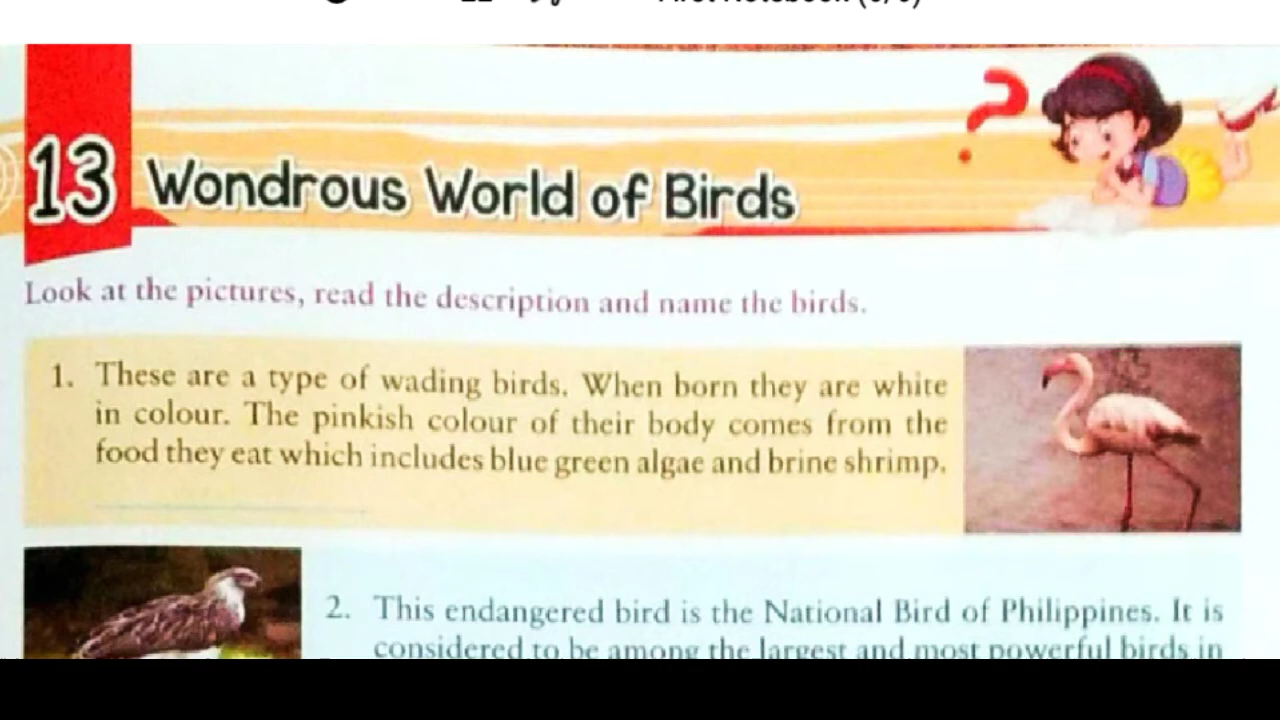 13 Wondrous World of Birds
Look at the pictures, read the description and name the birds.
1. These are a type of wading birds. When born they are white
in colour. The pinkish colour of their body comes from the
food they eat which includes blue green algae and brine shrimp.
2. This endangered bird is the National Bird of Philippines. It is
considered to be among the largest and most powerful birds in